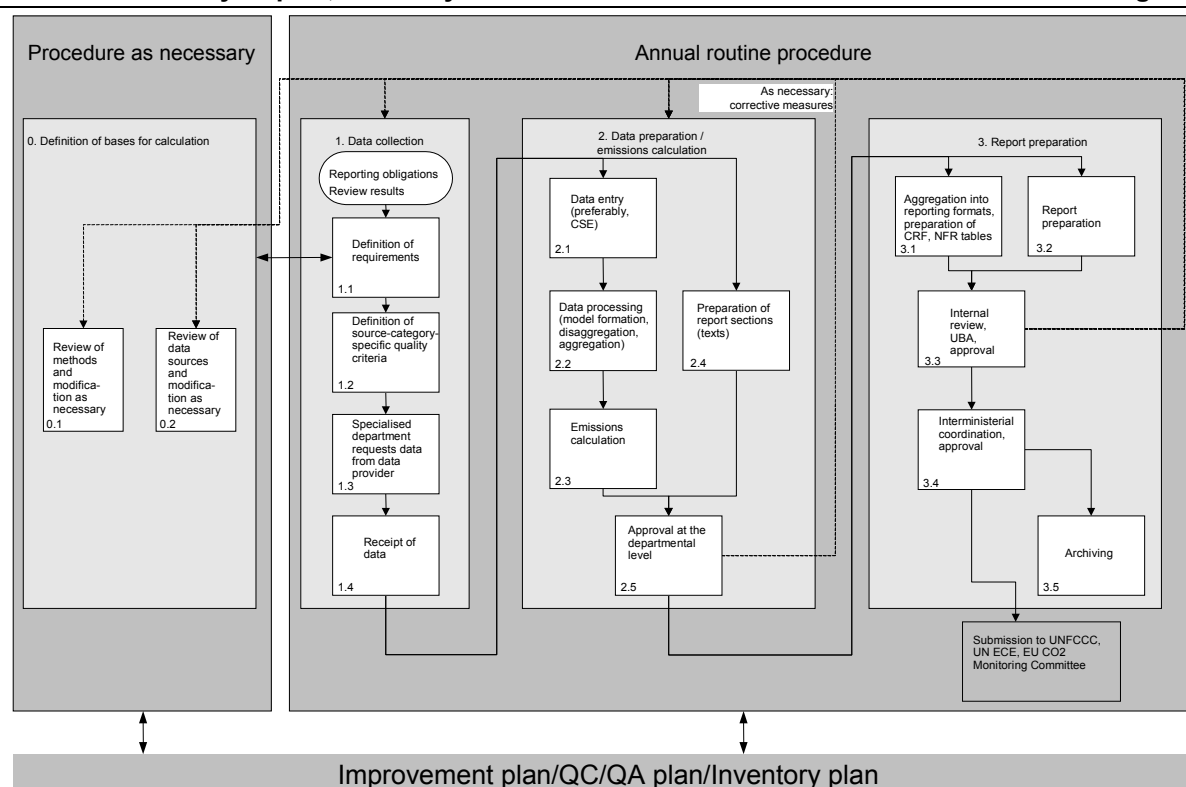 Procedure as necessary
Annual routine procedure
As necessary:
corrective measures
0. Definition of bases for calculation
Review of
methods
and
modifica-
tion as
necessary
0.1
Review of
data
sources
and
modifica-
tion as
necessary
0.2
1. Data collection
Reporting obligations
Review results
Definition of
requirements
1.1
Definition of
source-category-
specific quality
criteria
1.2
Specialised
department
requests data
from data
provider
1.3
Receipt of
data
1.4
2. Data preparation /
emissions calculation
Data entry
(preferably,
CSE)
2.1
Data processing
(model formation,
disaggregation,
aggregation)
2.2
Emissions
calculation
2.3
Preparation of
report sections
(texts)
2.4
Approval at the
departmental
level
2.5
3. Report preparation
Aggregation into
reporting formats,
preparation of
CRF, NFR tables
3.1
Report
preparation
3.2
Internal
review,
UBA,
approval
3.3
Interministerial
coordination,
approval
3.4
Archiving
3.5
Submission to UNFCCC,
UN ECE, EU CO2
Monitoring Committee
Improvement plan/QC/QA plan/Inventory plan